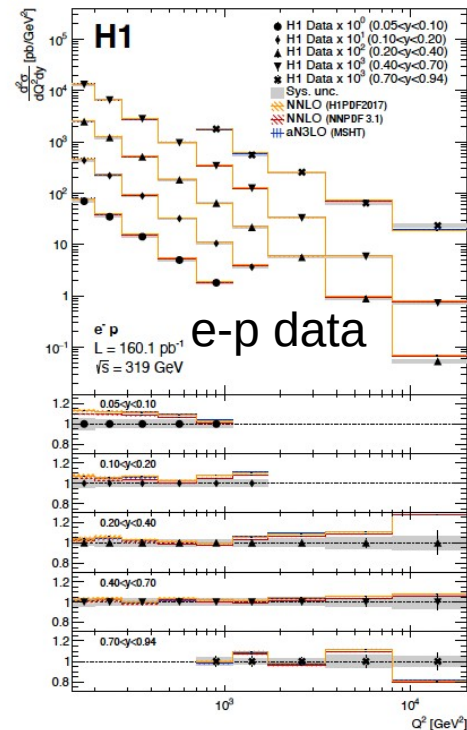 H1
H1 Data x 10⁰ (0.05<y<0.10)
H1 Data x 10¹ (0.10<y<0.20)
H1 Data x 10² (0.20<y<0.40)
H1 Data x 10³ (0.40<y<0.70)
H1 Data x 10³ (0.70<y<0.94)
Sys. unc.
NNLO (H1PDF2017)
NNLO (NNPDF 3.1)
aN3LO (MSHT)
d²σ/dQ²dy [pb/GeV²]
10⁴
10³
10²
10
1
10⁻¹
e⁻ p
L = 160.1 pb⁻¹
√s = 319 GeV
e-p data
0.05<y<0.10
1.2
1
0.8
0.10<y<0.20
1.2
1
0.8
0.20<y<0.40
1.2
1
0.8
0.40<y<0.70
1.2
1
0.8
0.70<y<0.94
1.2
1
0.8
10³
10⁴
Q² [GeV²]